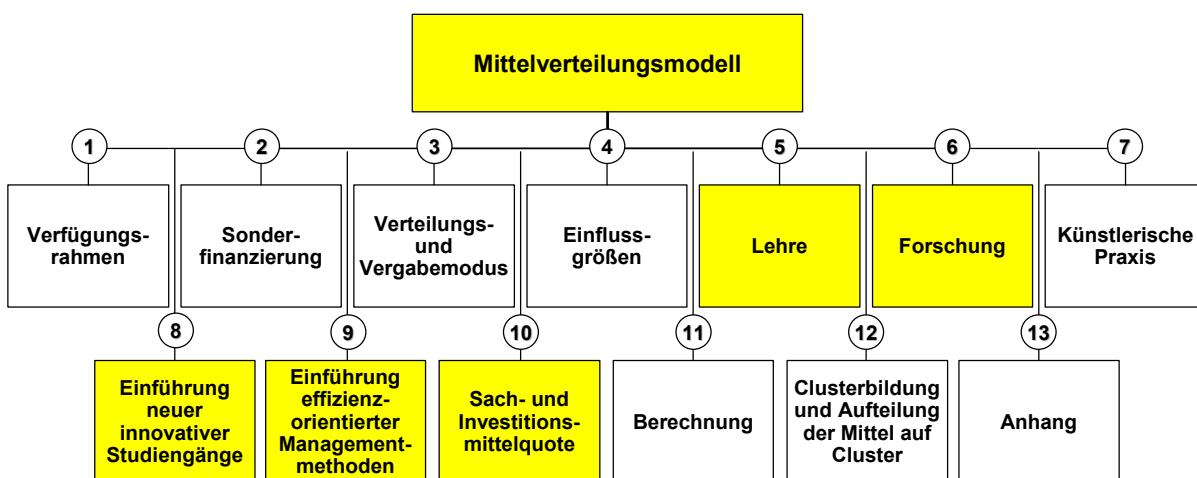 Mittelverteilungsmodell
1
2
3
4
5
6
7
Verfügungs-
rahmen
Sonder-
finanzierung
Verteilungs-
und
Vergabemodus
Einfluss-
größen
Lehre
Forschung
Künstlerische
Praxis
8
9
10
11
12
13
Einführung
neuer
innovativer
Studiengänge
Einführung
effizienz-
orientierter
Management-
methoden
Sach- und
Investitions-
mittelquote
Berechnung
Clusterbildung
und Aufteilung
der Mittel auf
Cluster
Anhang